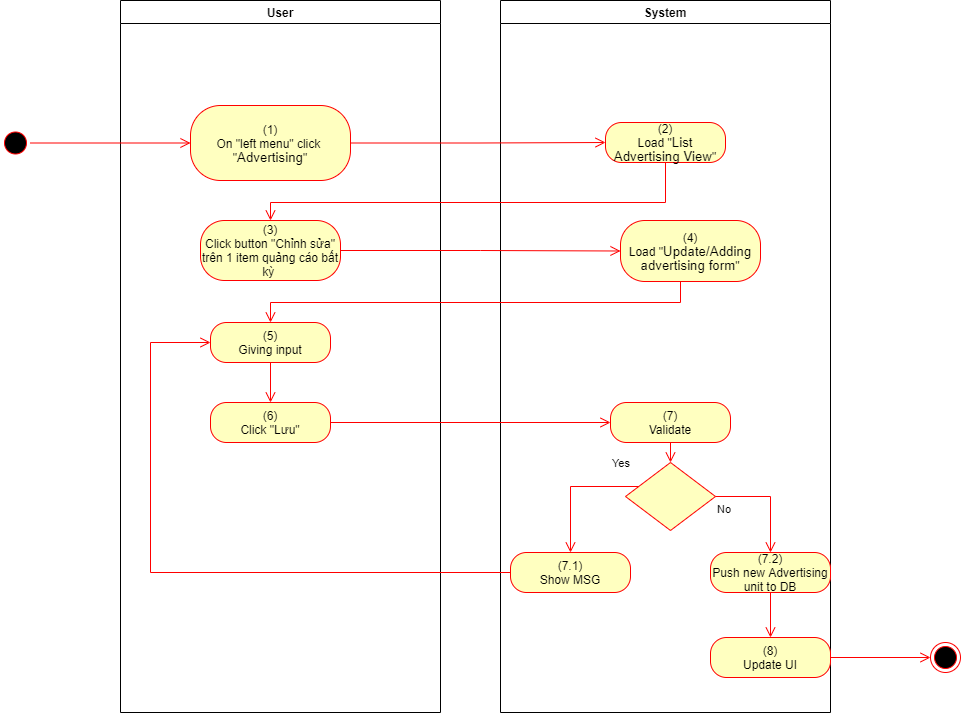 User
System
(1)
On "left menu" click
"Advertising"
(2)
Load "List
Advertising View"
(3)
Click button "Chỉnh sửa"
trên 1 item quảng cáo bất
kỳ
(4)
Load "Update/Adding
advertising form"
(5)
Giving input
(6)
Click "Lưu"
(7)
Validate
Yes
No
(7.1)
Show MSG
(7.2)
Push new Advertising
unit to DB
(8)
Update UI